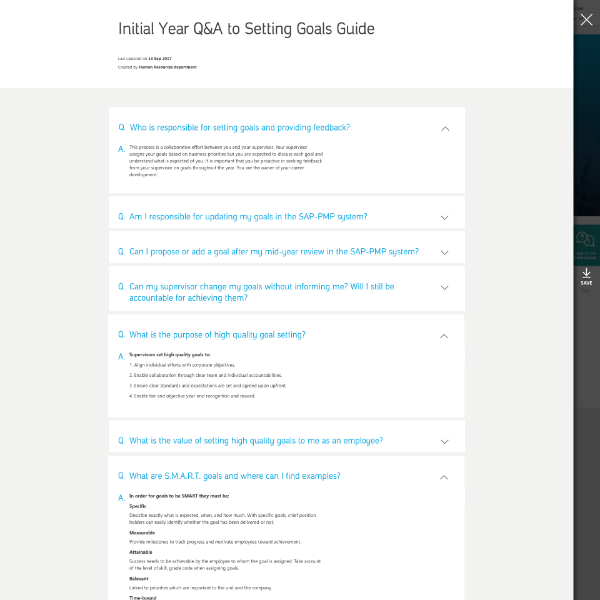 Initial Year Q&A to Setting Goals Guide
Last updated on 14 Sep 2017
Created by Human Resource department
Q. Who is responsible for setting goals and providing feedback?
A. This process is a collaborative effort between you and your supervisor. Your supervisor
assigns your goals based on business priorities but you are expected to discuss each goal and
understand what is expected of you. It is important that you be proactive in seeking feedback
from your supervisor on goals throughout the year. You are the owner of your career
development.
Q. Am I responsible for updating my goals in the SAP-PMP system?
Q. Can I propose or add a goal after my mid-year review in the SAP-PMP system?
Q. Can my supervisor change my goals without informing me? Will I still be
accountable for achieving them?
Q. What is the purpose of high quality goal setting?
A. Supervisors set high quality goals to:
1. Align individual efforts with corporate objectives.
2. Enable collaboration through clear team and individual accountabilities.
3. Ensure clear standards and expectations are set and agreed upon upfront
4. Enable fair and objective year-end recognition and reward.
Q. What is the value of setting high quality goals to me as an employee?
Q. What are S.M.A.R.T. goals and where can I find examples?
A. In order for goals to be SMART they must be:
Specific
Describe exactly what is expected, when, and how much. With specific goals, chief position
holders can easily identify whether the goal has been delivered or not.
Measurable
Provide milestones to track progress and motivate employees toward achievement.
Attainable
Success needs to be achievable by the employee to whom the goal is assigned. Take account
of the level of skill, grade code when assigning goals.
Relevant
Linked to priorities which are important to the unit and the company.
Time-bound
SAVE